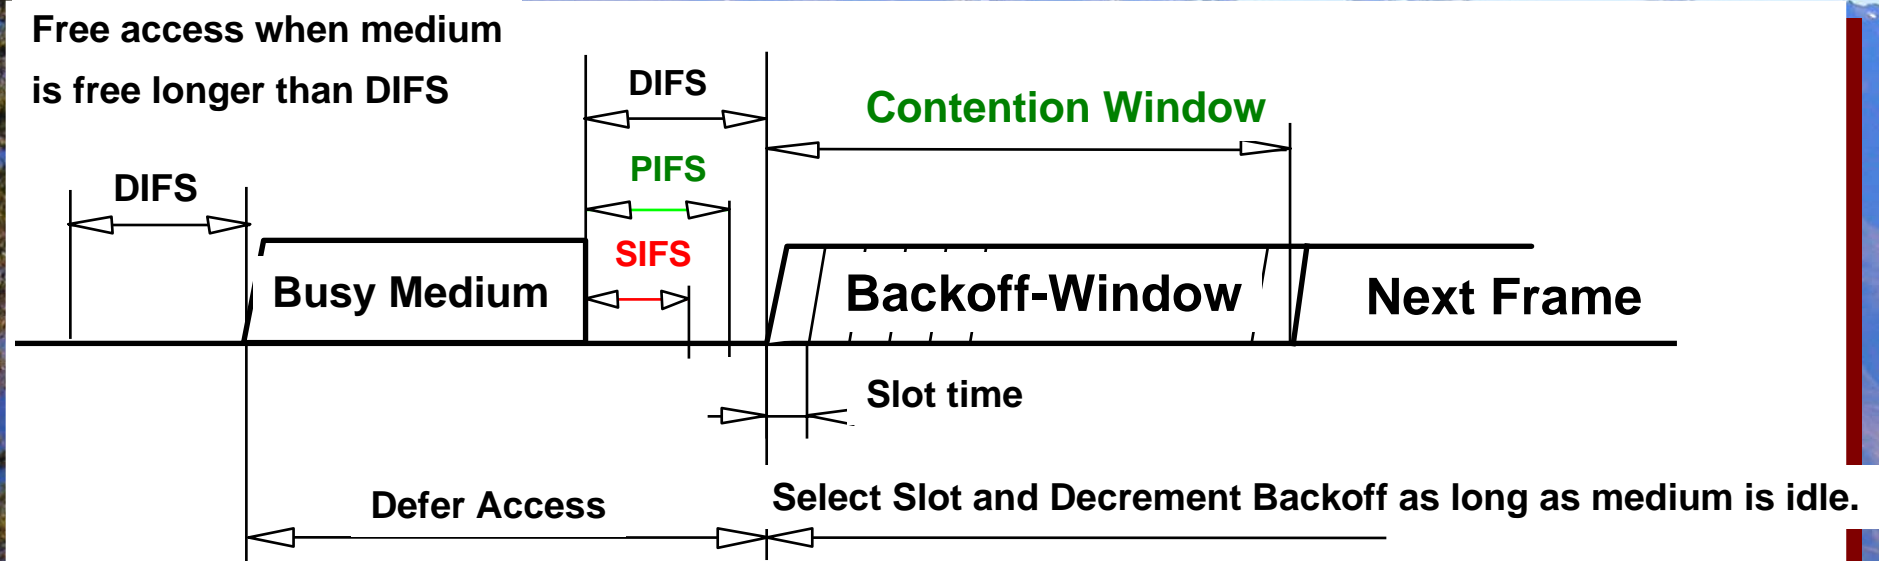 Free access when medium
is free longer than DIFS
DIFS
Contention Window
PIFS
DIFS
SIFS
Busy Medium
Backoff-Window
Next Frame
Slot time
Defer Access
Select Slot and Decrement Backoff as long as medium is idle.